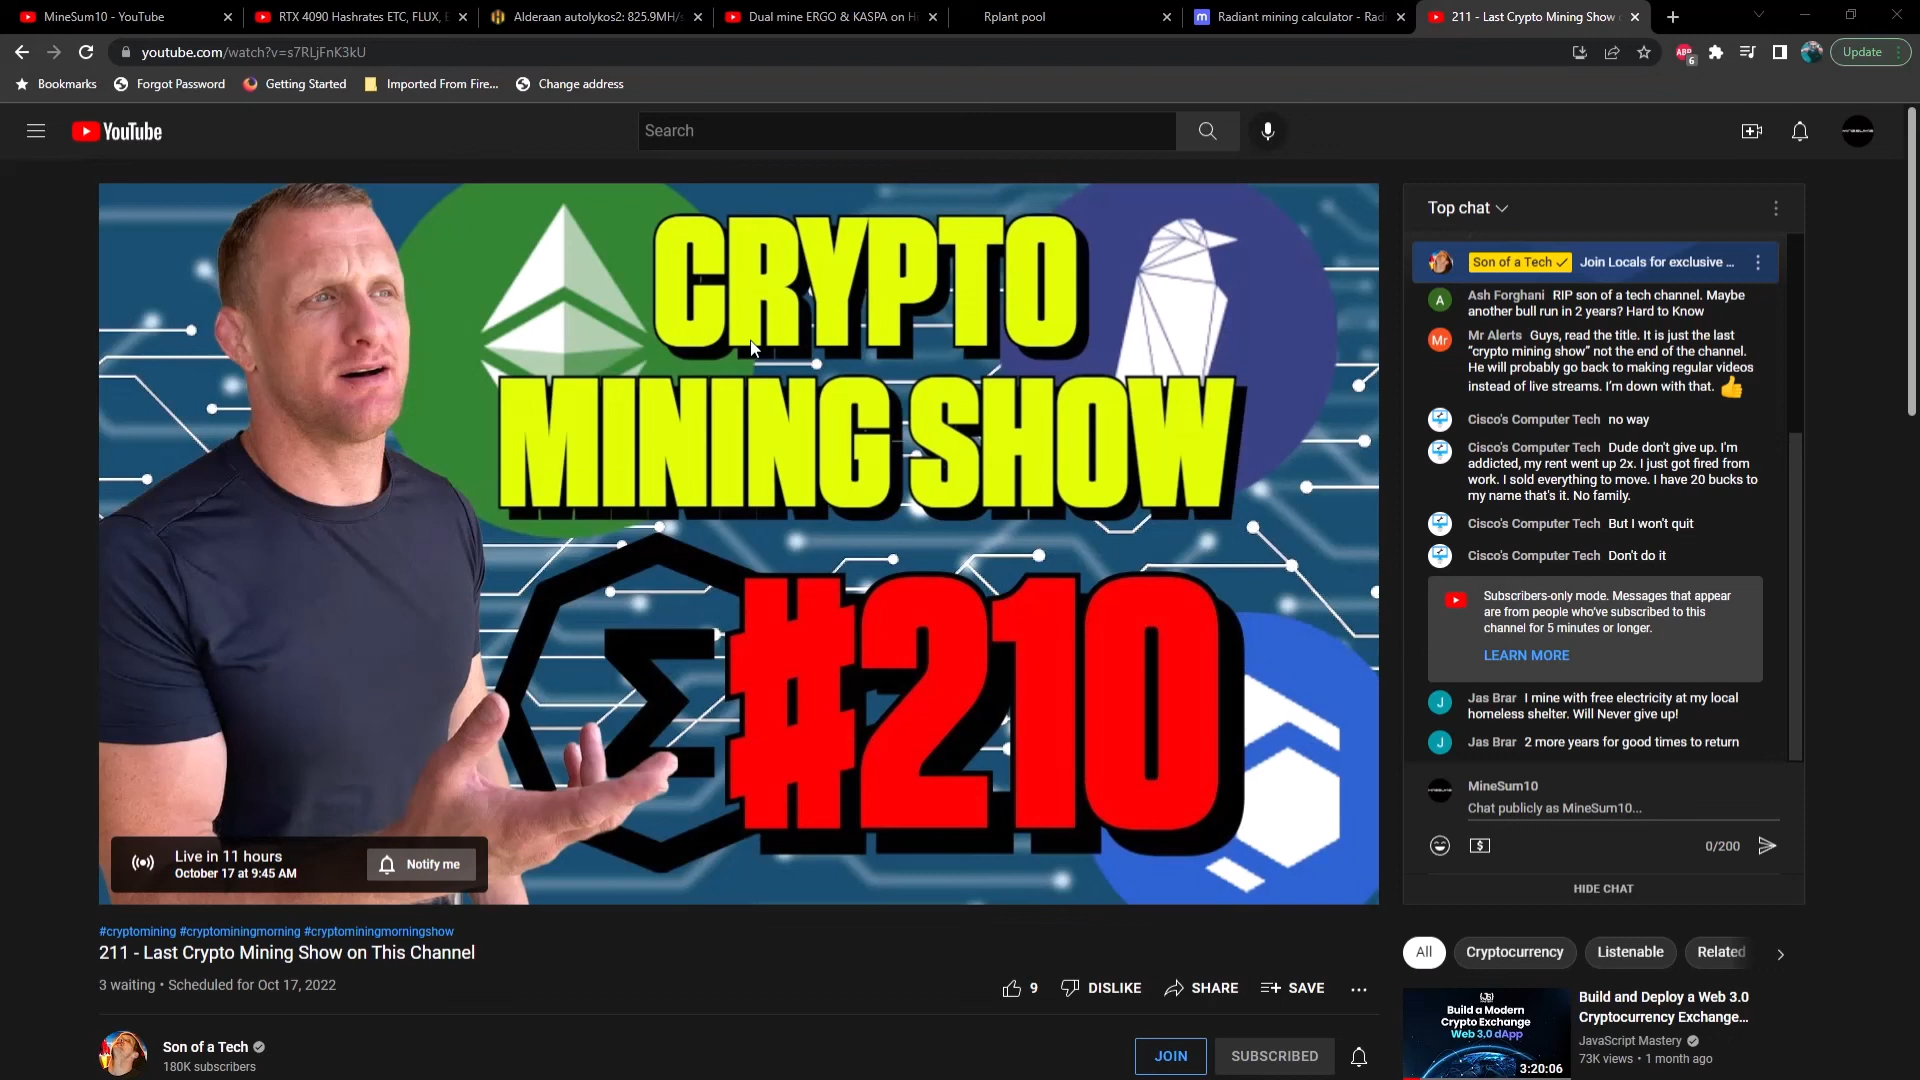 MineSum10 - YouTube
RTX 4090 Hashrates ETC, FLUX,
Alderaan autolykos2: 825.9MH/
Dual mine ERGO & KASPA on
Rplant pool
Radiant mining calculator -
211 - Last Crypto Mining Show
youtube.com/watch?v=s7RLjFnK3kU
ABP
6
Update
Bookmarks
Forgot Password
Getting Started
Imported From Fire...
Change address
YouTube
Search
CRYPTO
MINING SHOW
#210
Live in 11 hours
October 17 at 9:45 AM
Notify me
Top chat
Son of a Tech Join Locals for exclusive ...
A
Ash Forghani RIP son of a tech channel. Maybe
another bull run in 2 years? Hard to Know
Mr
Mr Alerts Guys, read the title. It is just the last
“crypto mining show” not the end of the channel.
He will probably go back to making regular videos
instead of live streams. I’m down with that. 👍
Cisco's Computer Tech no way
Cisco's Computer Tech Dude don't give up. I'm
addicted, my rent went up 2x. I just got fired from
work. I sold everything to move. I have 20 bucks to
my name that's it. No family.
Cisco's Computer Tech But I won't quit
Cisco's Computer Tech Don't do it
Subscribers-only mode. Messages that appear
are from people who've subscribed to this
channel for 5 minutes or longer.
LEARN MORE
J
Jas Brar I mine with free electricity at my local
homeless shelter. Will Never give up!
J
Jas Brar 2 more years for good times to return
MineSum10
Chat publicly as MineSum10...
0/200
HIDE CHAT
#cryptomining #cryptominingmorning #cryptominingmorningshow
211 - Last Crypto Mining Show on This Channel
3 waiting • Scheduled for Oct 17, 2022
9
DISLIKE
SHARE
SAVE
Son of a Tech
180K subscribers
JOIN
SUBSCRIBED
All
Cryptocurrency
Listenable
Related
Build a Modern
Crypto Exchange
Web 3.0 dApp
3:20:06
Build and Deploy a Web 3.0
Cryptocurrency Exchange...
JavaScript Mastery
73K views • 1 month ago